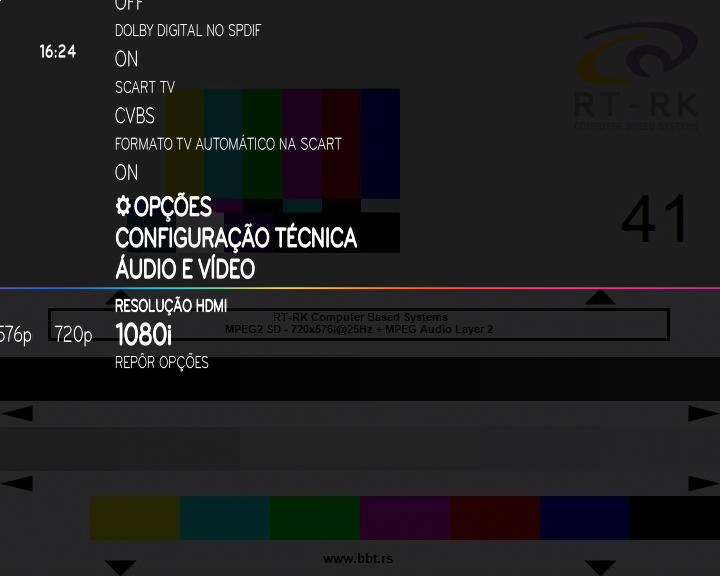 OFF
DOLBY DIGITAL NO SPDIF
16:24
ON
SCART TV
CVBS
FORMATO TV AUTOMÁTICO NA SCART
ON
OPÇÕES
CONFIGURAÇÃO TÉCNICA
ÁUDIO E VÍDEO
RESOLUÇÃO HDMI
576p 720p 1080i
REPÔR OPÇÕES
RT-RK
COMPUTER BASED SYSTEMS
41
RT-RK Computer Based Systems
MPEG2 SD - 720x576i@25Hz + MPEG Audio Layer 2
www.bbt.rs